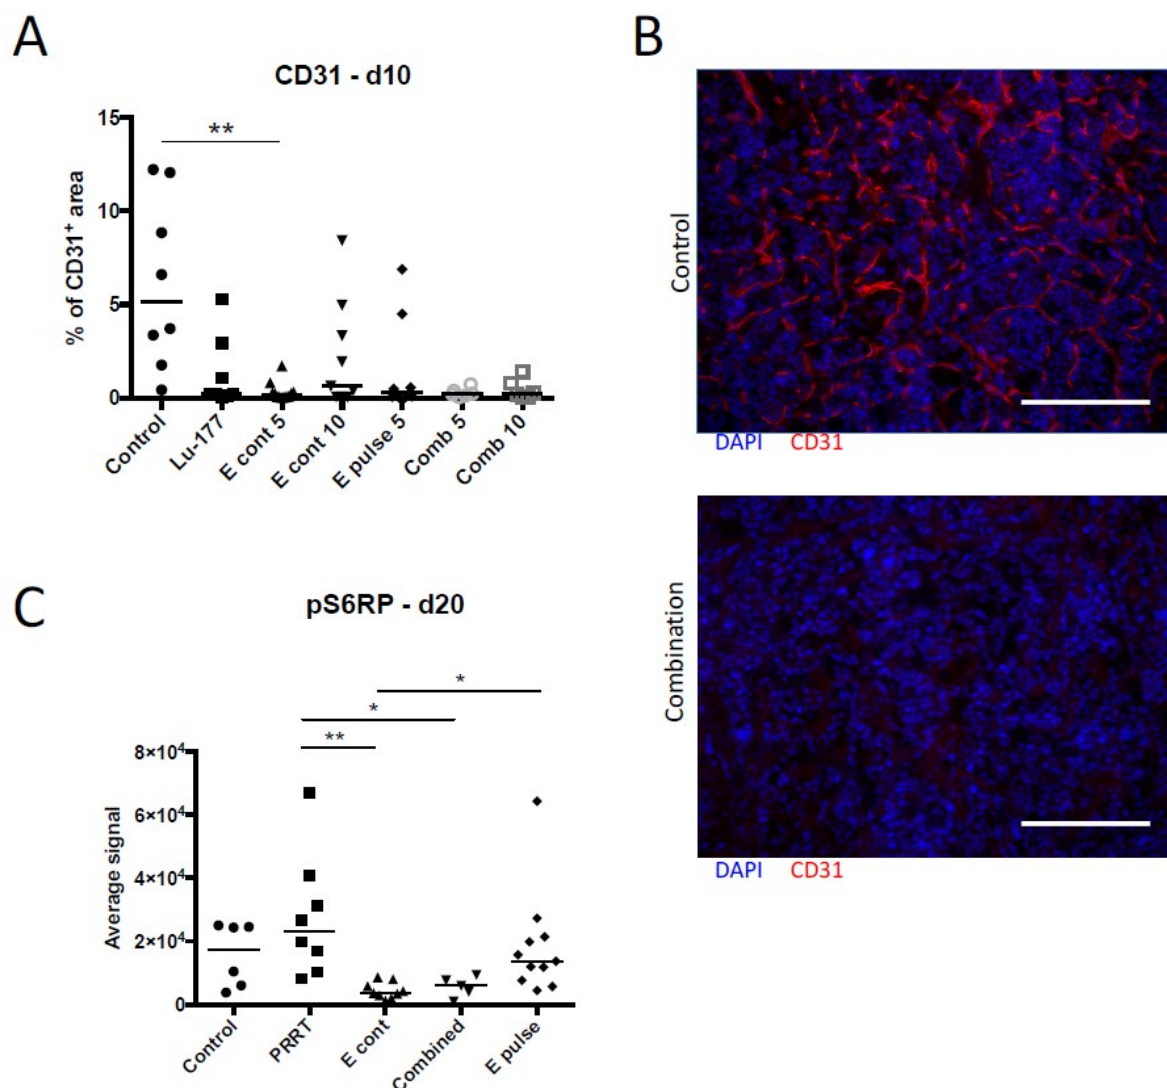 A
CD31 - d10
**
15
10
5
0
% of CD31⁺ area
Control
Lu-177
E cont 5
E cont 10
E pulse 5
Comb 5
Comb 10
B
Control
DAPI CD31
Combination
DAPI CD31
C
pS6RP - d20
*
*
**
8×10⁴
6×10⁴
4×10⁴
2×10⁴
0
Average signal
Control
PRRT
E cont
Combined
E pulse